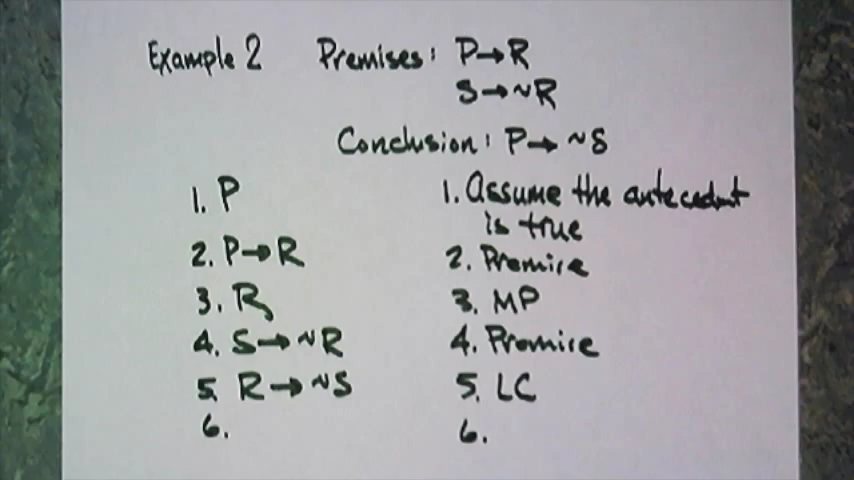 Example 2 Premises: P→R
S→~R
Conclusion: P→~S
1. P 1. Assume the antecedent
is true
2. P→R 2. Premise
3. R 3. MP
4. S→~R 4. Premise
5. R→~S 5. LC
6. 6.